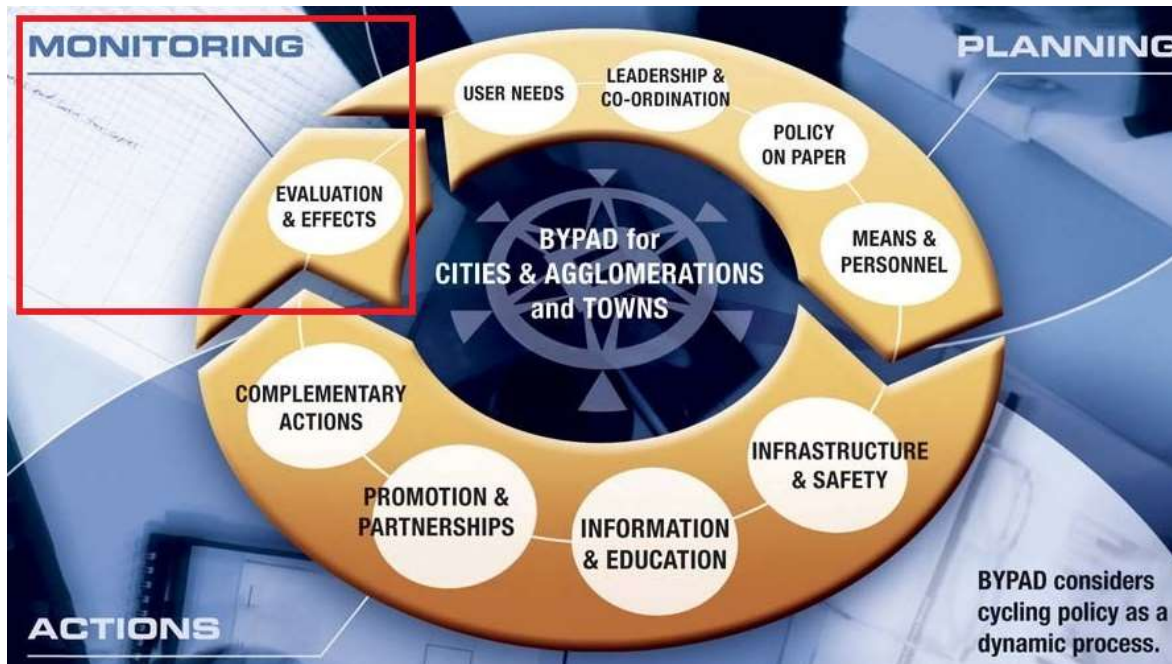 MONITORING
PLANNING
USER NEEDS
LEADERSHIP &
CO-ORDINATION
POLICY
ON PAPER
EVALUATION
& EFFECTS
MEANS &
PERSONNEL
BYPAD for
CITIES & AGGLOMERATIONS
and TOWNS
COMPLEMENTARY
ACTIONS
INFRASTRUCTURE
& SAFETY
PROMOTION &
PARTNERSHIPS
INFORMATION
& EDUCATION
ACTIONS
BYPAD considers
cycling policy as a
dynamic process.